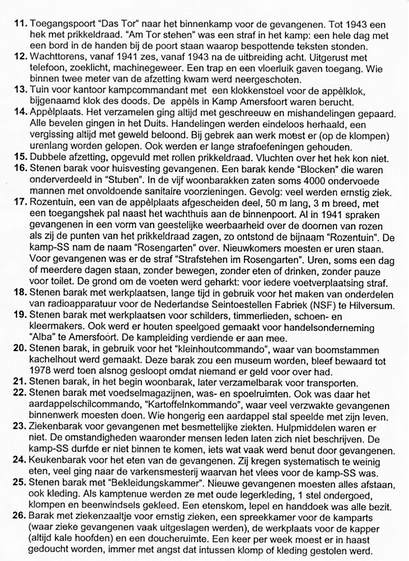 11. Toegangspoort “Das Tor” naar het binnenkamp voor de gevangenen. Tot 1943 een
hek met prikkeldraad. “Am Tor stehen” was een straf in het kamp: een hele dag met
een bord in de handen bij de poort staan waarop bespottende teksten stonden.
12. Wachttorens, vanaf 1941 zes, vanaf 1943 na de uitbreiding acht. Uitgerust met
telefoon, zoeklicht, machinegeweer. Een trap en een vloerluik gaven toegang. Wie
binnen twee meter van de afzetting kwam werd neergeschoten.
13. Tuin voor kantoor kampcommandant met een klokkenstoel voor de appèlklok,
bijgenaamd klok des doods. De appèls in Kamp Amersfoort waren berucht.
14. Appèlplaats. Het verzamelen ging altijd met geschreeuw en mishandelingen gepaard.
Alle bevelen gingen in het Duits. Handelingen werden eindeloos herhaald, een
vergissing altijd met geweld beloond. Bij gebrek aan werk moest er (op de klompen)
urenlang worden gelopen. Ook werden er lange strafoefeningen gehouden.
15. Dubbele afzetting, opgevuld met rollen prikkeldraad. Vluchten over het hek kon niet.
16. Stenen barak voor huisvesting gevangenen. Een barak kende “Blocken” die waren
onderverdeeld in “Stuben”. In de vijf woonbarakken zaten soms 4000 ondervoede
mannen met onvoldoende sanitaire voorzieningen. Gevolg: veel werden ernstig ziek.
17. Rozentuin, een van de appèlplaats afgescheiden deel, 50 m lang, 3 m breed, met
een toegangshek pal naast het wachthuis aan de binnenpoort. Al in 1941 spraken
gevangenen in een vorm van geestelijke weerbaarheid over de doornen van rozen
als zij de punten van het prikkeldraad zagen, zo ontstond de bijnaam “Rozentuin”. De
kamp-SS nam de naam “Rosengarten” over. Nieuwkomers moesten er uren staan.
Voor gevangenen was er de straf “Strafstehen im Rosengarten”. Uren, soms een dag
of meerdere dagen staan, zonder bewegen, zonder eten of drinken, zonder pauze
voor toilet. De grond om de voeten werd geharkt: voor iedere voetverplaatsing straf.
18. Stenen barak met werkplaatsen, lange tijd in gebruik voor het maken van onderdelen
van radioapparatuur voor de Nederlandse Seintoestellen Fabriek (NSF) te Hilversum.
19. Stenen barak met werkplaatsen voor schilders, timmerlieden, schoen- en
kleermakers. Ook werd er houten speelgoed gemaakt voor handelsonderneming
“Alba” te Amersfoort. De kampleiding verdiende er aan mee.
20. Stenen barak, in gebruik voor het “kleinhoutcommando”, waar van boomstammen
kachelhout werd gemaakt. Deze barak zou een museum worden, bleef bewaard tot
1978 werd toen alsnog gesloopt omdat niemand er geld voor over had.
21. Stenen barak, in het begin woonbarak, later verzamelbarak voor transporten.
22. Stenen barak met voedselmagazijnen, was- en spoelruimten. Ook was daar het
aardappelschilcommando, “Kartoffelnkommando”, waar veel verzwakte gevangenen
binnenwerk moesten doen. Wie hongerig een aardappel stal speelde met zijn leven.
23. Ziekenbarak voor gevangenen met besmettelijke ziekten. Hulpmiddelen waren er
niet. De omstandigheden waaronder mensen leden laten zich niet beschrijven. De
kamp-SS durfde er niet binnen te komen, iets wat vaak werd benut door gevangenen.
24. Keukenbarak voor het eten van de gevangenen. Zij kregen systematisch te weinig
eten, veel ging naar de varkensmesterij waarvan het vlees voor de kamp-SS was.
25. Stenen barak met “Bekleidungskammer”. Nieuwe gevangenen moesten alles afstaan,
ook kleding. Als kamptenue werden ze met oude legerkleding, 1 stel ondergoed,
klompen en beenwindsels gekleed. Een etenskom, lepel en handdoek was alle bezit.
26. Barak met ziekenzaaltje voor ernstig zieken, een spreekkamer voor de kamparts
(waar zieke gevangenen vaak uitgeslagen werden), de werkplaats voor de kapper
(altijd kale hoofden) en een doucheruimte. Een keer per week moest er in haast
gedoucht worden, immer met angst dat intussen klomp of kleding gestolen werd.